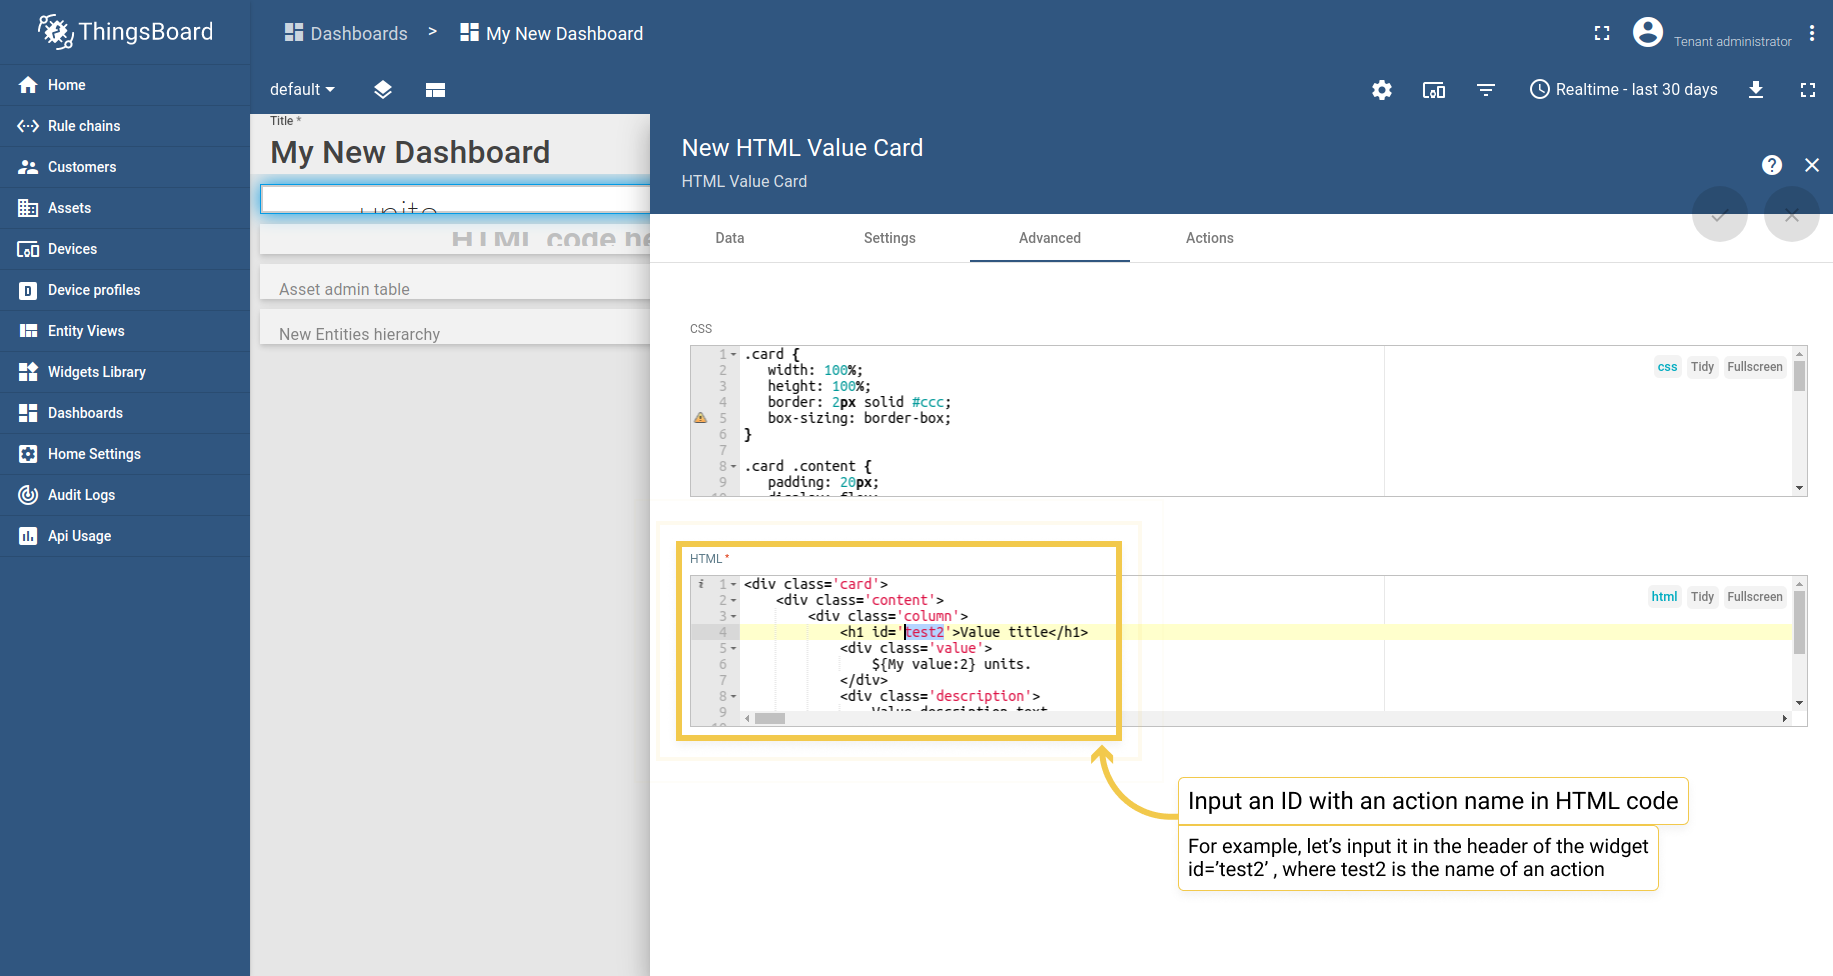 ThingsBoard
Dashboards > My New Dashboard
Tenant administrator
Home
Rule chains
Customers
Assets
Devices
Device profiles
Entity Views
Widgets Library
Dashboards
Home Settings
Audit Logs
Api Usage
default
Realtime - last 30 days
Title *
My New Dashboard
units
HTML code he
Asset admin table
New Entities hierarchy
New HTML Value Card
HTML Value Card
Data Settings Advanced Actions
CSS
css Tidy Fullscreen
1 .card {
2 width: 100%;
3 height: 100%;
4 border: 2px solid #ccc;
5 box-sizing: border-box;
6 }
7
8 .card .content {
9 padding: 20px;
10 display: flex;
HTML *
html Tidy Fullscreen
1 <div class='card'>
2 <div class='content'>
3 <div class='column'>
4 <h1 id='test2'>Value title</h1>
5 <div class='value'>
6 ${My value:2} units.
7 </div>
8 <div class='description'>
9 Value description text
10
Input an ID with an action name in HTML code
For example, let’s input it in the header of the widget
id=’test2’ , where test2 is the name of an action